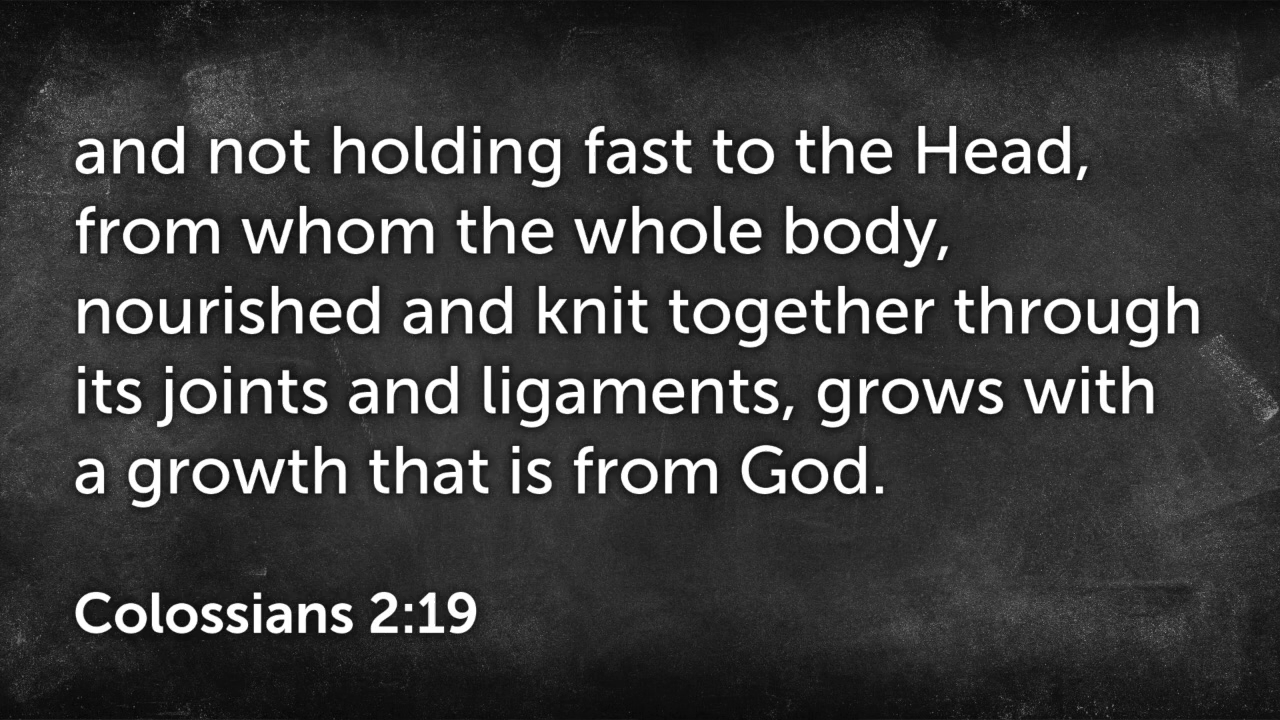 and not holding fast to the Head,
from whom the whole body,
nourished and knit together through
its joints and ligaments, grows with
a growth that is from God.
Colossians 2:19